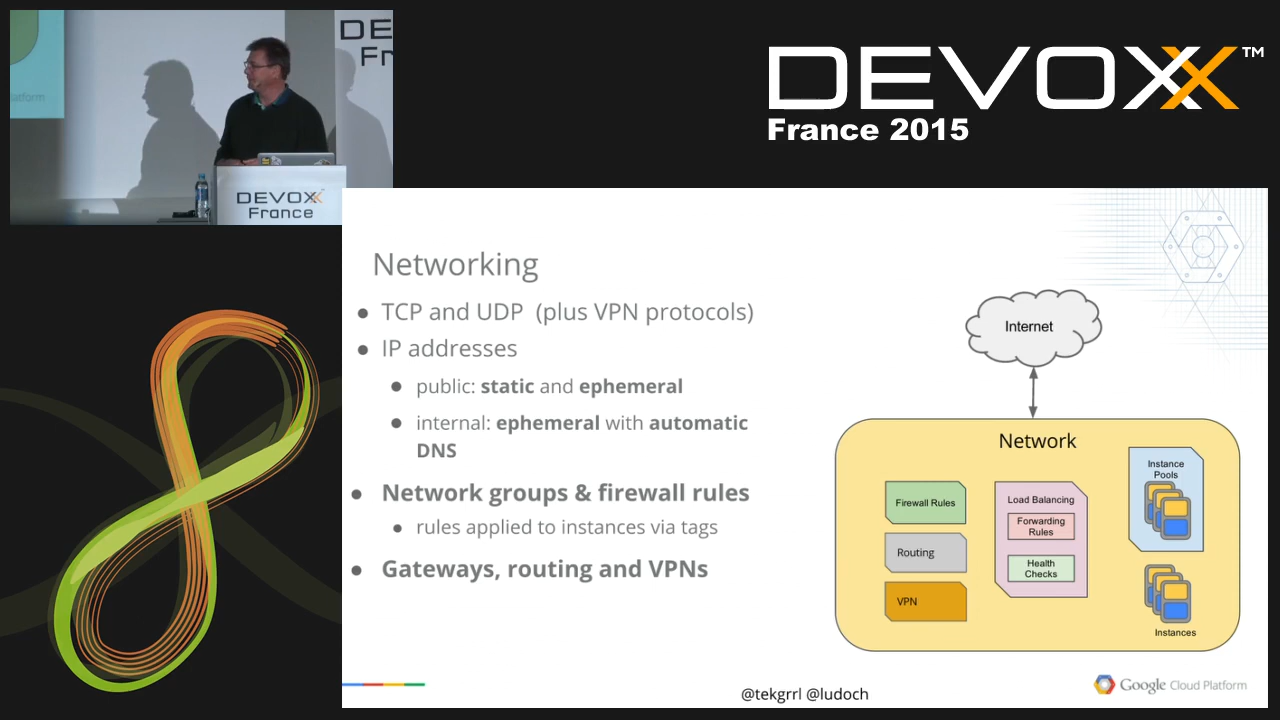 DE
Fr
atform
DEVOXX
France
DEVOXX™
France 2015
Networking
● TCP and UDP (plus VPN protocols)
● IP addresses
● public: static and ephemeral
● internal: ephemeral with automatic
DNS
● Network groups & firewall rules
● rules applied to instances via tags
● Gateways, routing and VPNs
Internet
Network
Firewall Rules
Routing
VPN
Load Balancing
Forwarding
Rules
Health
Checks
Instance
Pools
Instances
@tekgrrl @ludoch
Google Cloud Platform